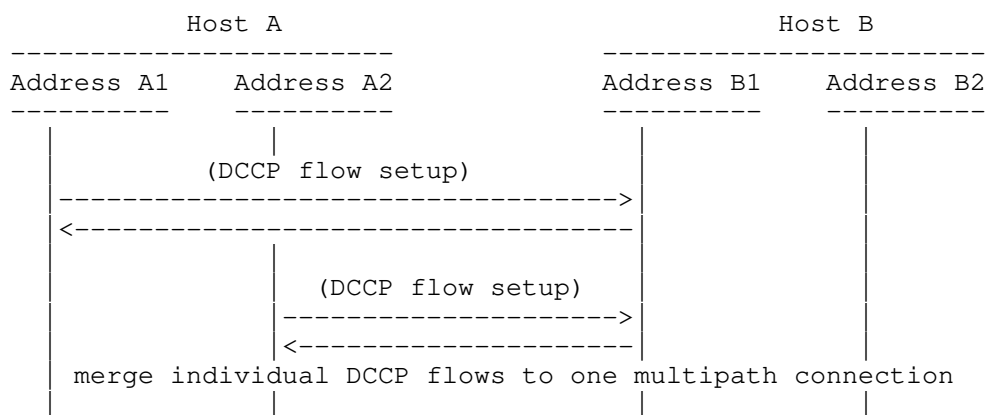 Host A Host B
Address A1 Address A2 Address B1 Address B2
(DCCP flow setup)
(DCCP flow setup)
merge individual DCCP flows to one multipath connection